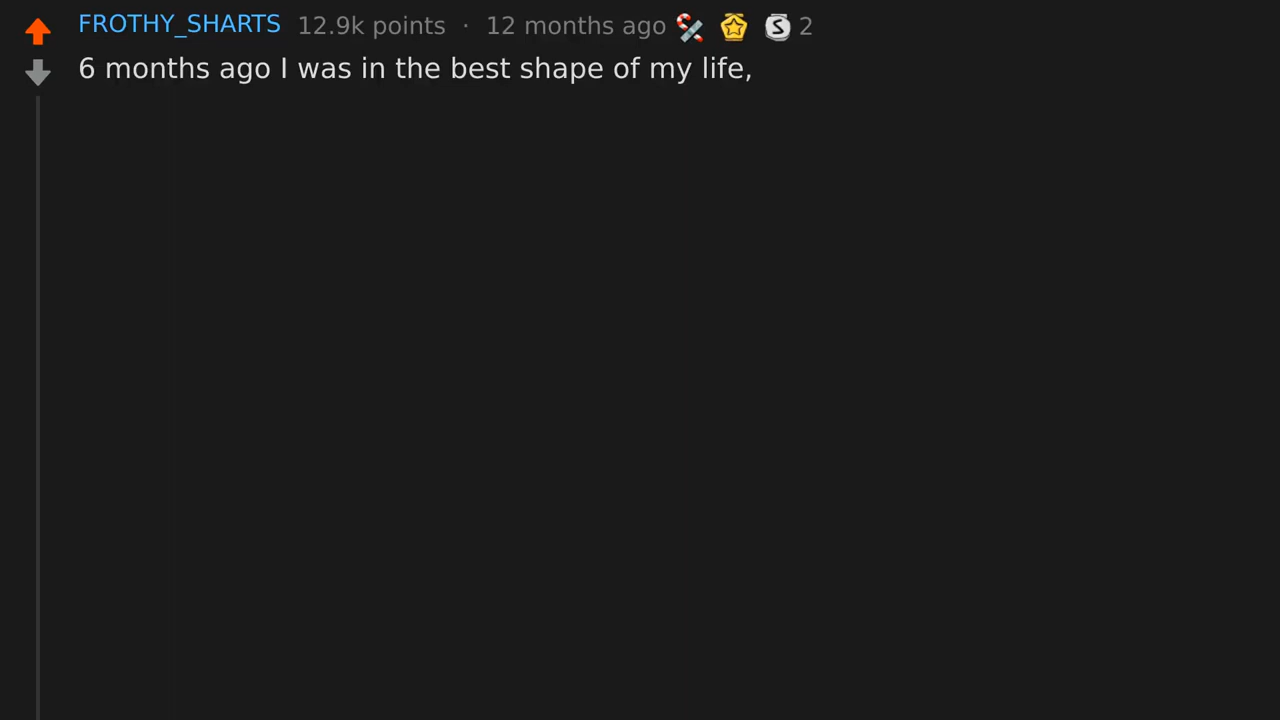 FROTHY_SHARTS 12.9k points · 12 months ago S 2
6 months ago I was in the best shape of my life,